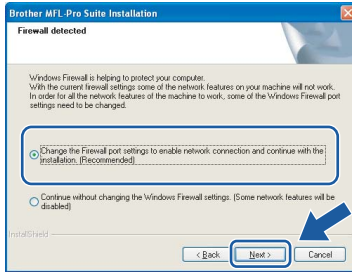 Brother MFL-Pro Suite Installation
Firewall detected
Windows Firewall is helping to protect your computer.
With the current firewall settings some of the network features on your machine will not work.
In order for all the network features of the machine to work, some of the Windows Firewall port
settings need to be changed.
Change the Firewall port settings to enable network connection and continue with the
installation. (Recommended)
Continue without changing the Windows Firewall settings. (Some network features will be
disabled)
InstallShield
< Back
Next >
Cancel